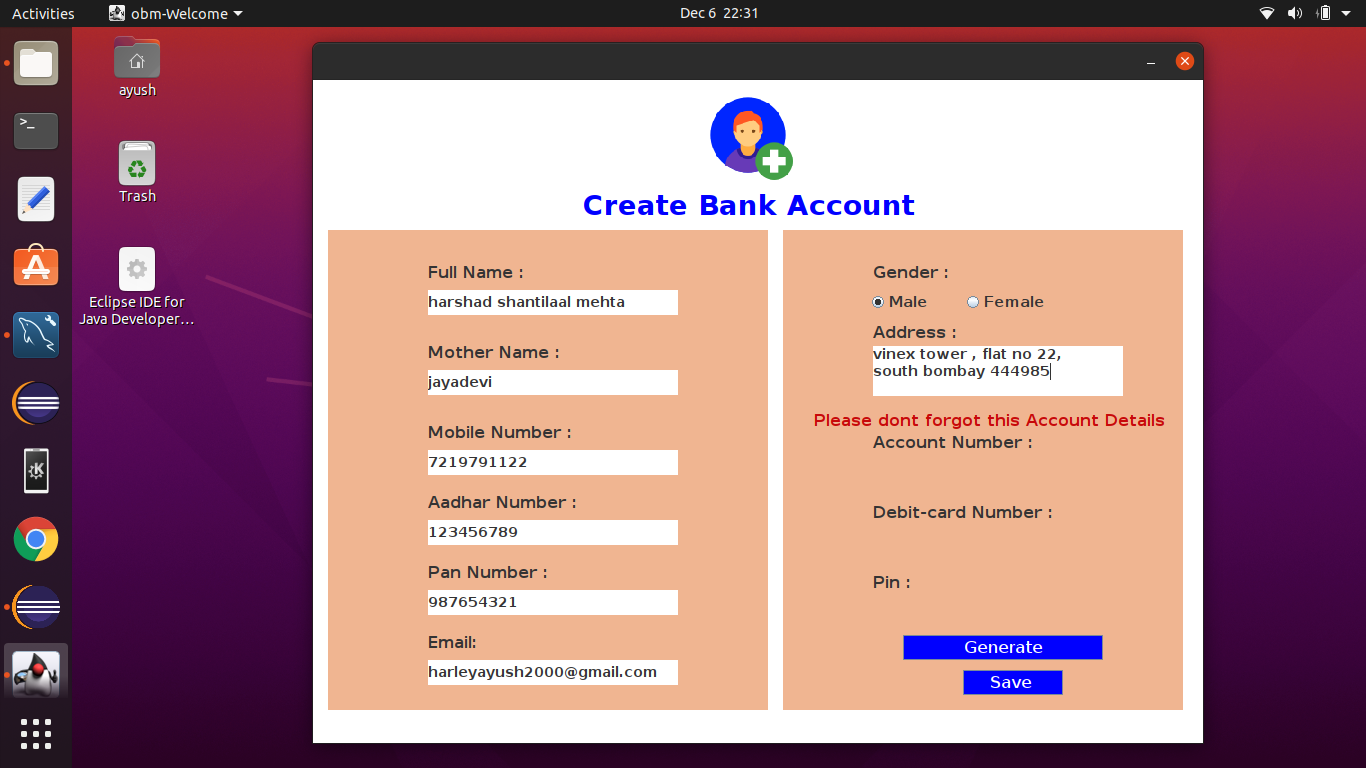 Activities
obm-Welcome
Dec 6 22:31
ayush
Trash
Eclipse IDE for
Java Developer…
>_
Create Bank Account
Full Name :
harshad shantilaal mehta
Mother Name :
jayadevi
Mobile Number :
7219791122
Aadhar Number :
123456789
Pan Number :
987654321
Email:
harleyayush2000@gmail.com
Gender :
Male
Female
Address :
vinex tower , flat no 22,
south bombay 444985
Please dont forgot this Account Details
Account Number :
Debit-card Number :
Pin :
Generate
Save